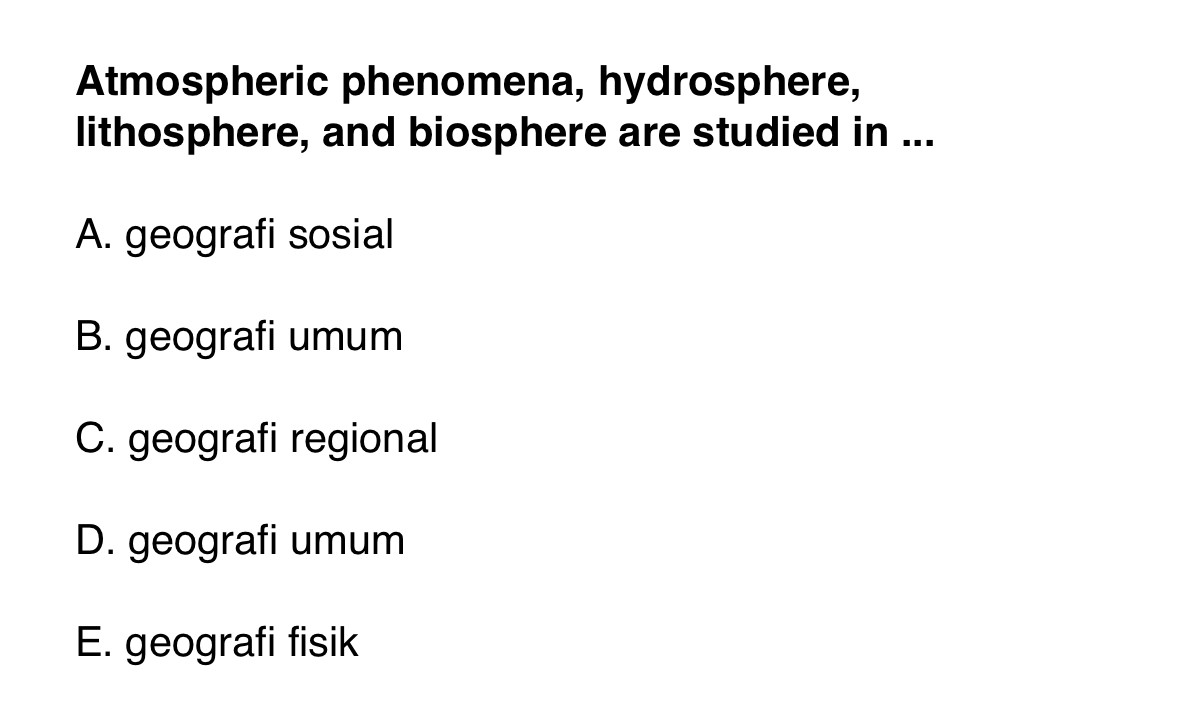 Atmospheric phenomena, hydrosphere,
lithosphere, and biosphere are studied in ...
A. geografi sosial
B. geografi umum
C. geografi regional
D. geografi umum
E. geografi fisik